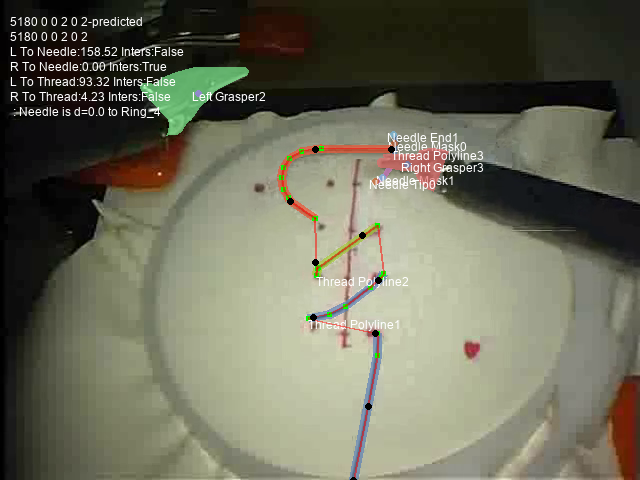 5180 0 0 2 0 2-predicted
5180 0 0 2 0 2
L To Needle:158.52 Inters:False
R To Needle:0.00 Inters:True
L To Thread:93.32 Inters:False
R To Thread:4.23 Inters:False
Left Grasper2
: Needle is d=0.0 to Ring_4
Needle End1
Needle Mask0
Thread Polyline3
Right Grasper3
Needle Mask1
Needle Tip0
Thread Polyline2
Thread Polyline1